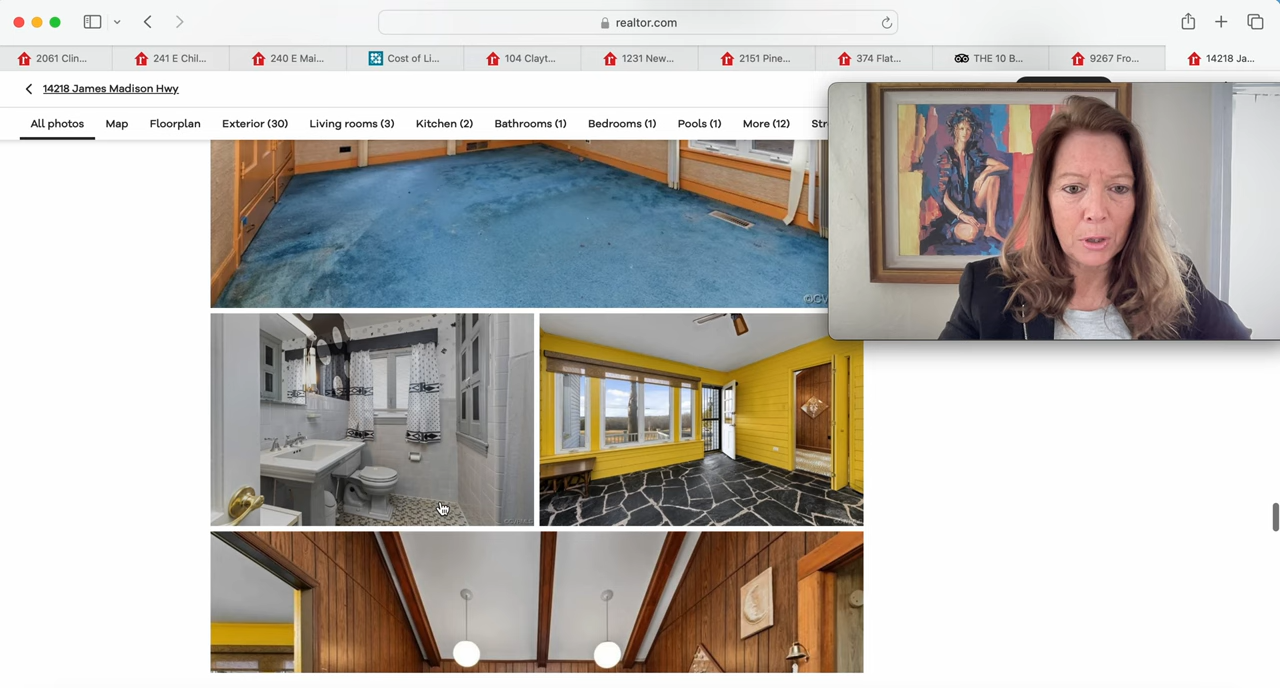 realtor.com
2061 Clin...
241 E Chil...
240 E Mai...
Cost of Li...
104 Clayt...
1231 New...
2151 Pine...
374 Flat...
THE 10 B...
9267 Fro...
14218 Ja...
14218 James Madison Hwy
All photos
Map
Floorplan
Exterior (30)
Living rooms (3)
Kitchen (2)
Bathrooms (1)
Bedrooms (1)
Pools (1)
More (12)
Str